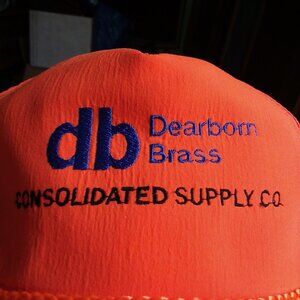 db Dearborn
Brass
CONSOLIDATED SUPPLY CO.